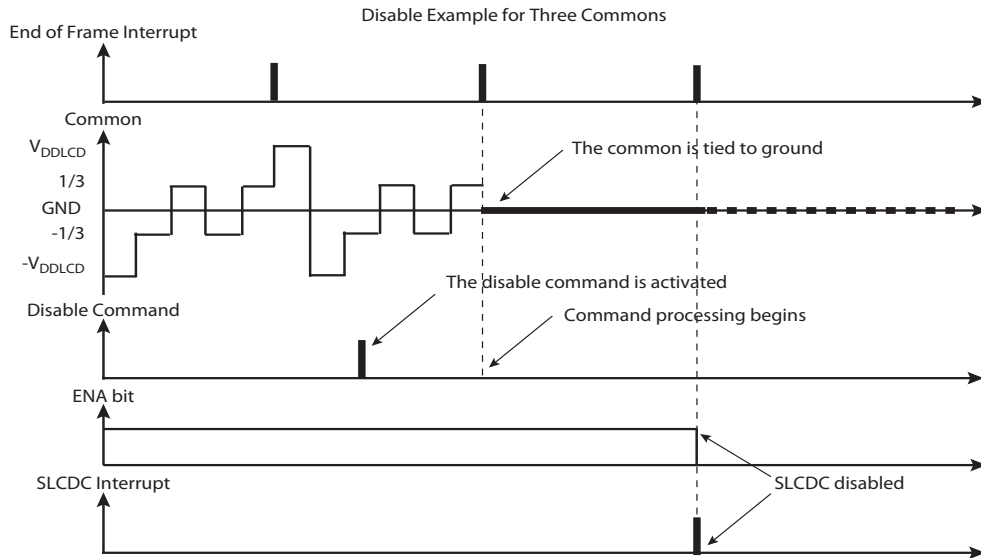 Disable Example for Three Commons
End of Frame Interrupt
Common
VDDLCD
The common is tied to ground
1/3
GND
-1/3
-VDDLCD
The disable command is activated
Disable Command
Command processing begins
ENA bit
SLCDC Interrupt
SLCDC disabled